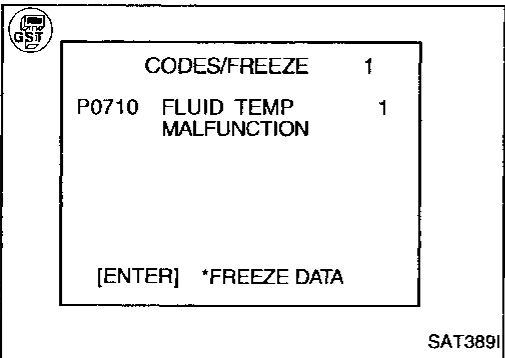 GST
CODES/FREEZE 1
P0710 FLUID TEMP 1
MALFUNCTION
[ENTER] *FREEZE DATA
SAT389I